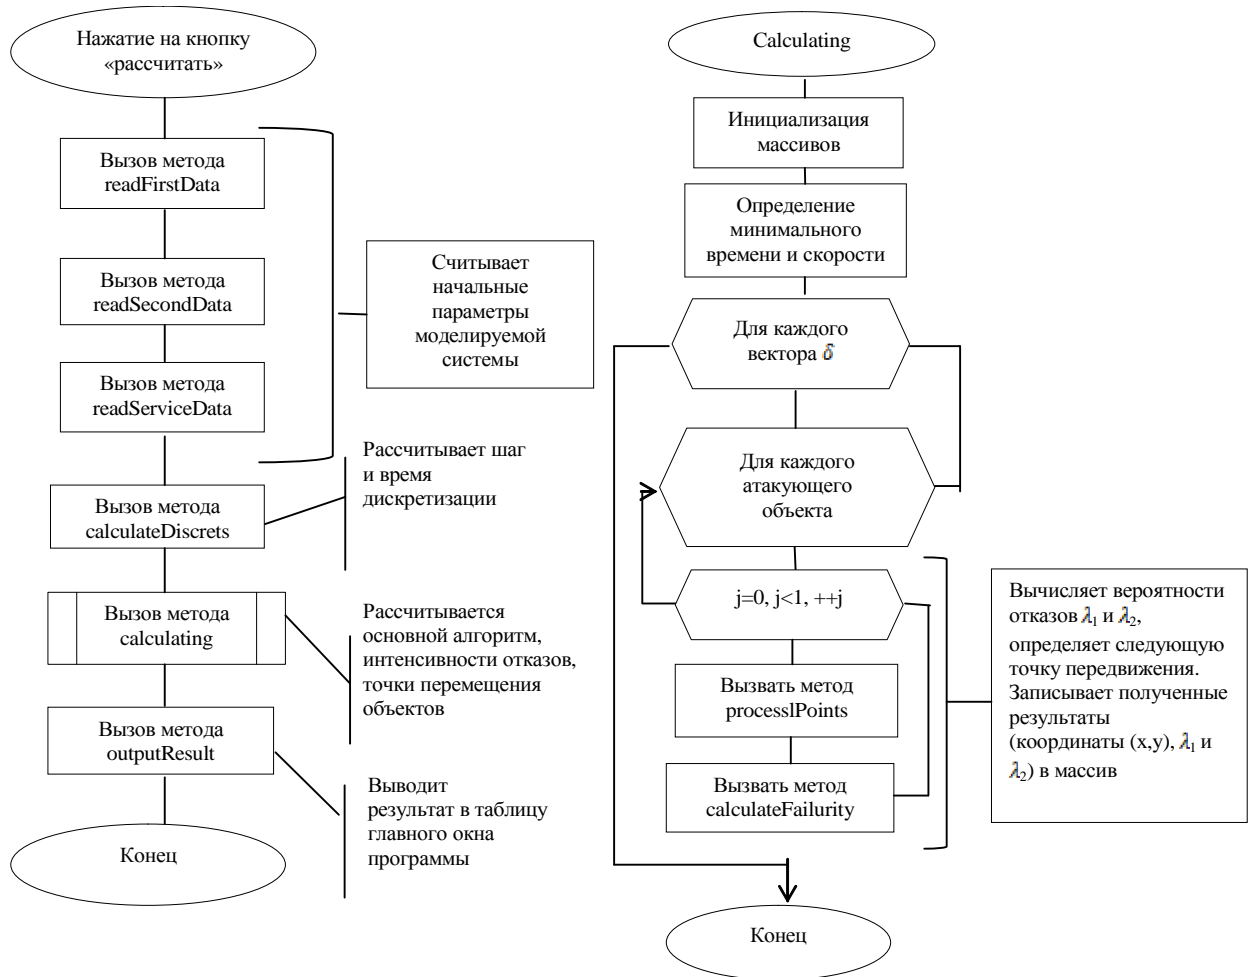 Нажатие на кнопку
«рассчитать»
Вызов метода
readFirstData
Вызов метода
readSecondData
Вызов метода
readServiceData
Считывает
начальные
параметры
моделируемой
системы
Вызов метода
calculateDiscrets
Рассчитывает шаг
и время
дискретизации
Вызов метода
calculating
Рассчитывается
основной алгоритм,
интенсивности отказов,
точки перемещения
объектов
Вызов метода
outputResult
Выводит
результат в таблицу
главного окна
программы
Конец
Calculating
Инициализация
массивов
Определение
минимального
времени и скорости
Для каждого
вектора δ
Для каждого
атакующего
объекта
j=0, j<1, ++j
Вызвать метод
processlPoints
Вызвать метод
calculateFailurity
Вычисляет вероятности
отказов λ₁ и λ₂,
определяет следующую
точку передвижения.
Записывает полученные
результаты
(координаты (x,y), λ₁ и
λ₂) в массив
Конец